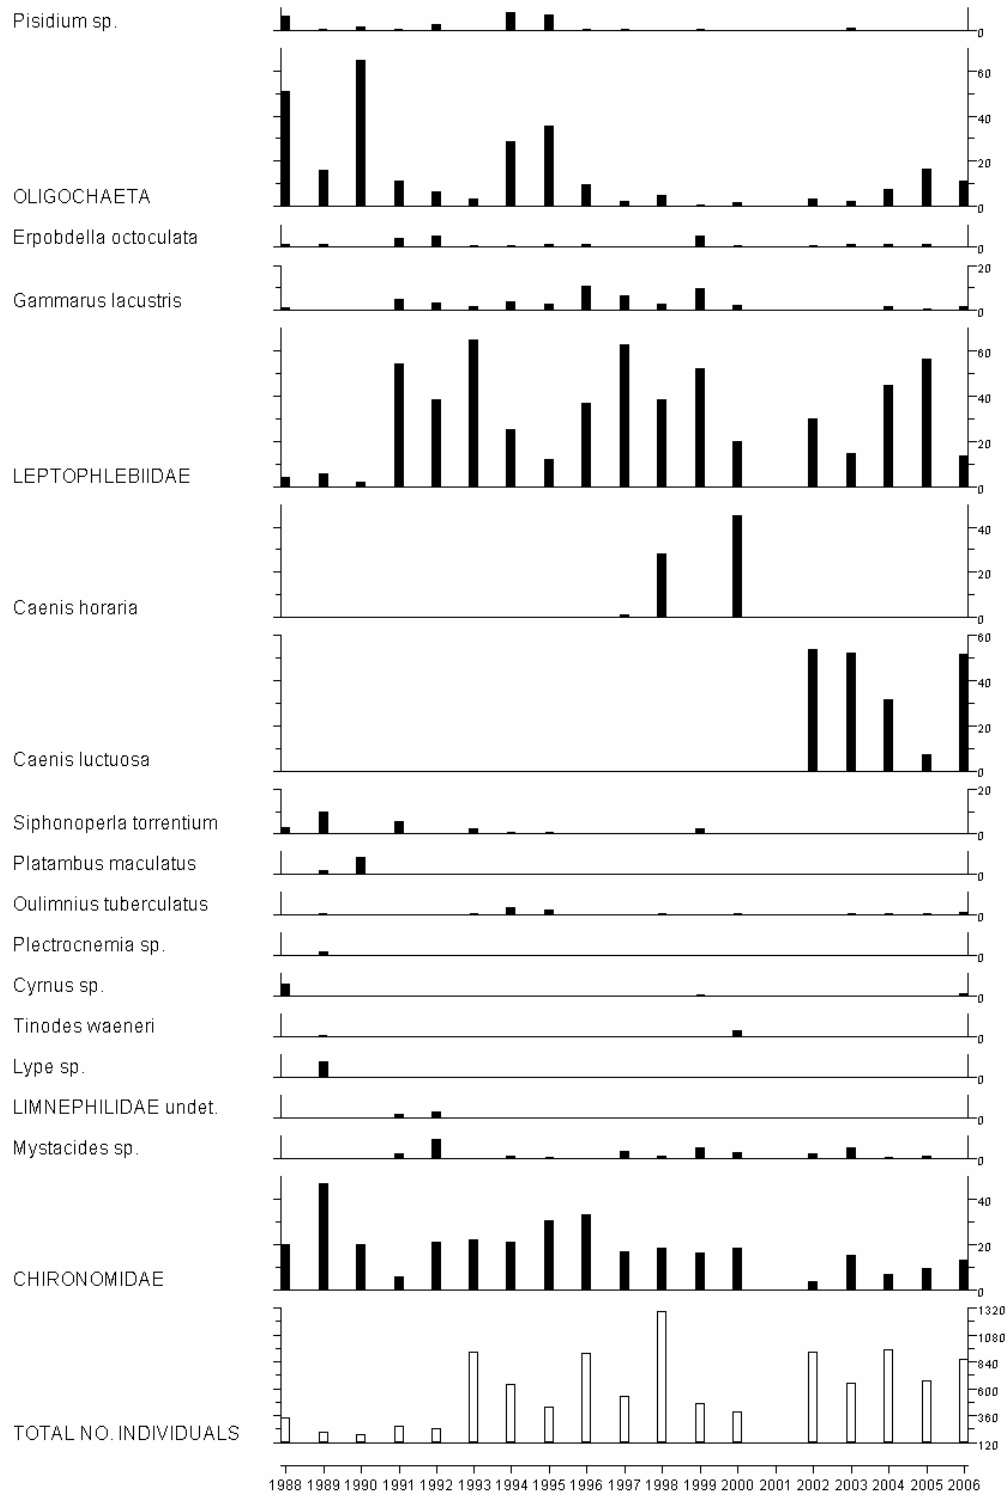 Pisidium sp.
0
60
40
20
OLIGOCHAETA
0
Erpobdella octoculata
0
20
Gammarus lacustris
0
60
40
20
LEPTOPHLEBIIDAE
0
40
20
Caenis horaria
0
60
40
20
Caenis luctuosa
0
20
Siphonoperla torrentium
0
Platambus maculatus
0
Oulimnius tuberculatus
0
Plectrocnemia sp.
0
Cyrnus sp.
0
Tinodes waeneri
0
Lype sp.
0
LIMNEPHILIDAE undet.
0
Mystacides sp.
0
40
20
CHIRONOMIDAE
0
1320
1080
840
600
360
TOTAL NO. INDIVIDUALS
120
1988 1989 1990 1991 1992 1993 1994 1995 1996 1997 1998 1999 2000 2001 2002 2003 2004 2005 2006